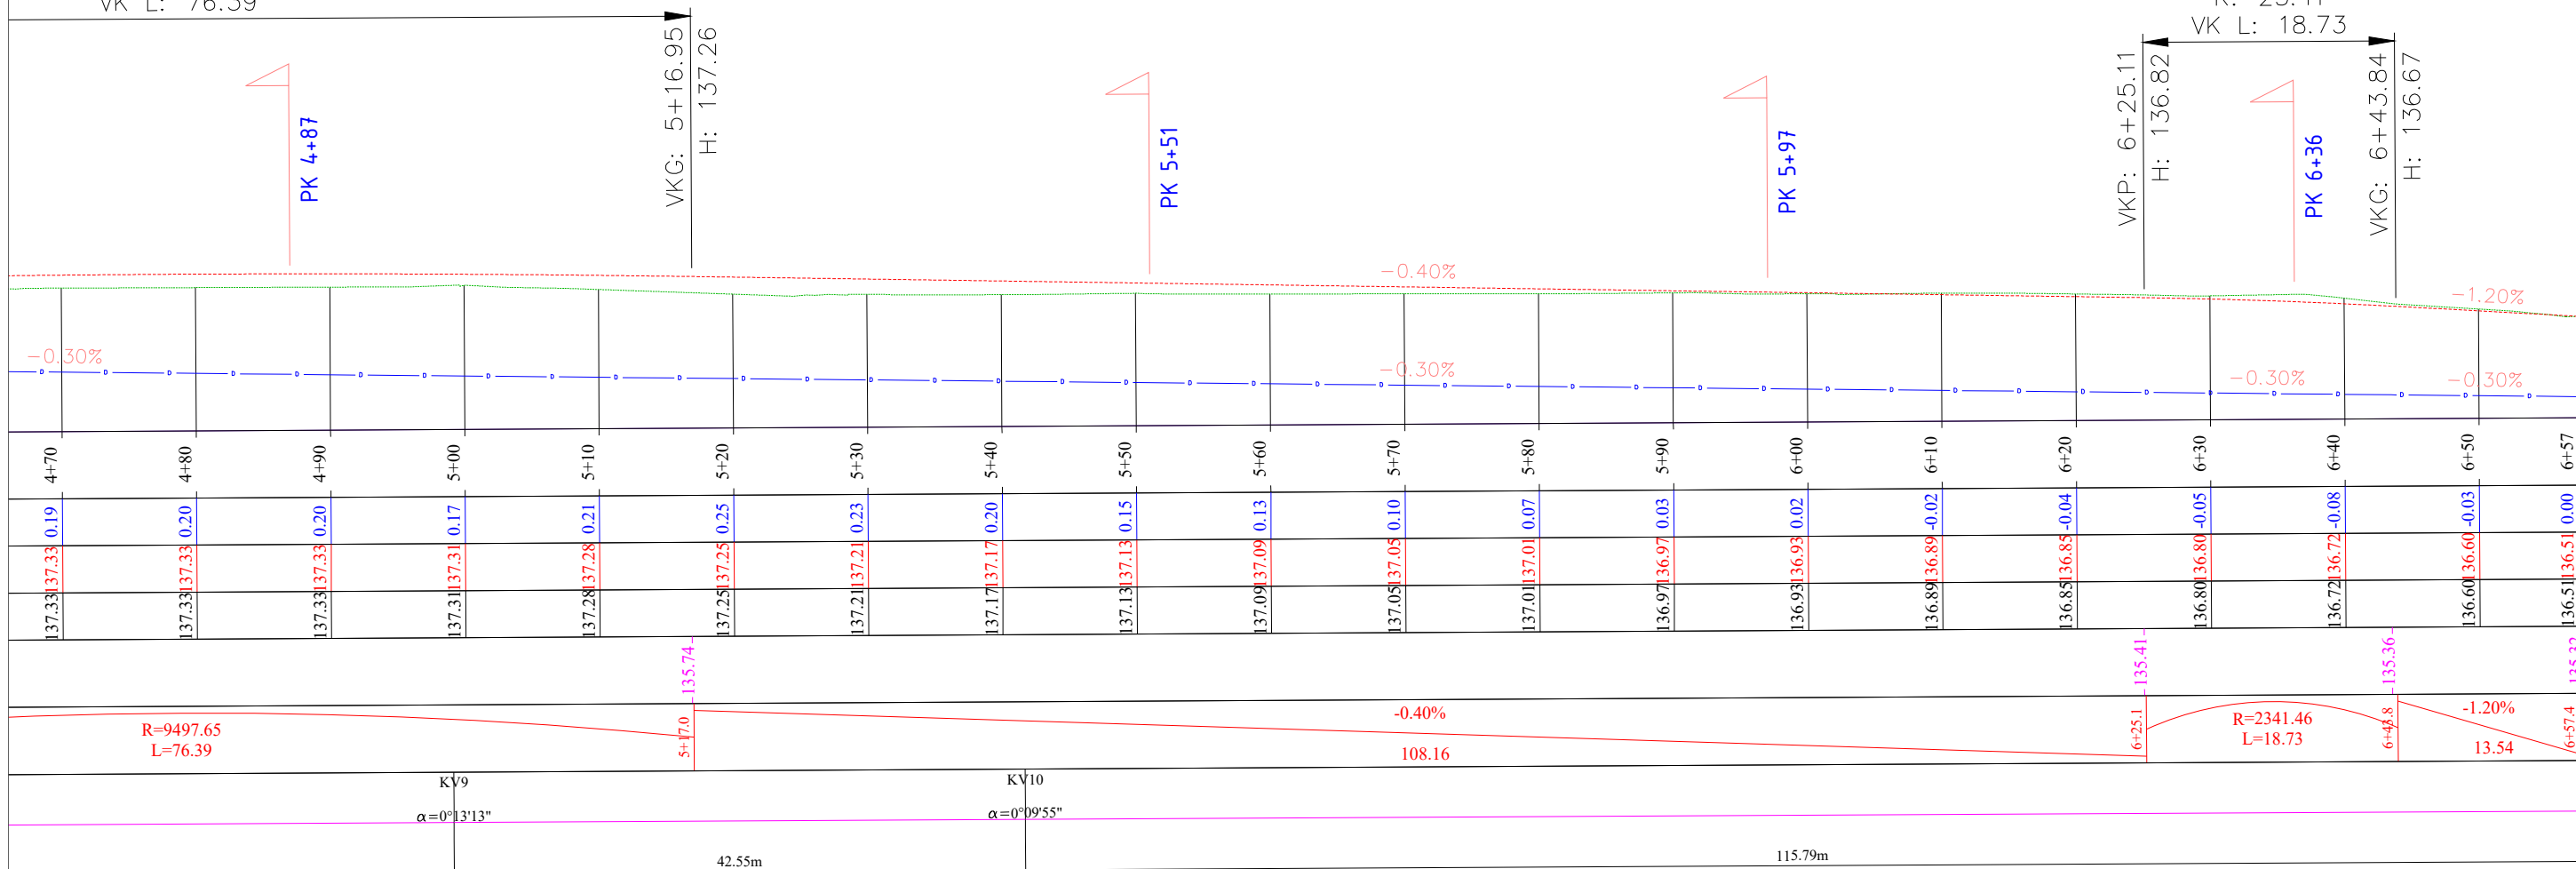 VK L: 76.39
VKG: 5+16.95
H: 137.26
VK L: 18.73
VKP: 6+25.11
H: 136.82
VKG: 6+43.84
H: 136.67
PK 4+87
PK 5+51
PK 5+97
PK 6+36
-0.40%
-1.20%
-0.30%
-0.30%
-0.30%
-0.30%
D D D D D D D D D D D D D D D D D D D D D D D D D D D D D D D D D D D D D D D D
4+70 4+80 4+90 5+00 5+10 5+20 5+30 5+40 5+50 5+60 5+70 5+80 5+90 6+00 6+10 6+20 6+30 6+40 6+50 6+57
0.19 0.20 0.20 0.17 0.21 0.25 0.23 0.20 0.15 0.13 0.10 0.07 0.03 0.02 -0.02 -0.04 -0.05 -0.08 -0.03 0.00
137.33 137.33 137.33 137.31 137.28 137.25 137.21 137.17 137.13 137.09 137.05 137.01 136.97 136.93 136.89 136.85 136.80 136.72 136.60 136.51
137.33 137.33 137.33 137.31 137.28 137.25 137.21 137.17 137.13 137.09 137.05 137.01 136.97 136.93 136.89 136.85 136.80 136.72 136.60 136.51
135.74 135.41 135.36 135.32
R=9497.65
L=76.39
5+17.0
-0.40%
108.16
6+25.1
R=2341.46
L=18.73
6+43.8
-1.20%
13.54
6+57.4
KV9
KV10
α=0°13'13"
α=0°09'55"
42.55m
115.79m